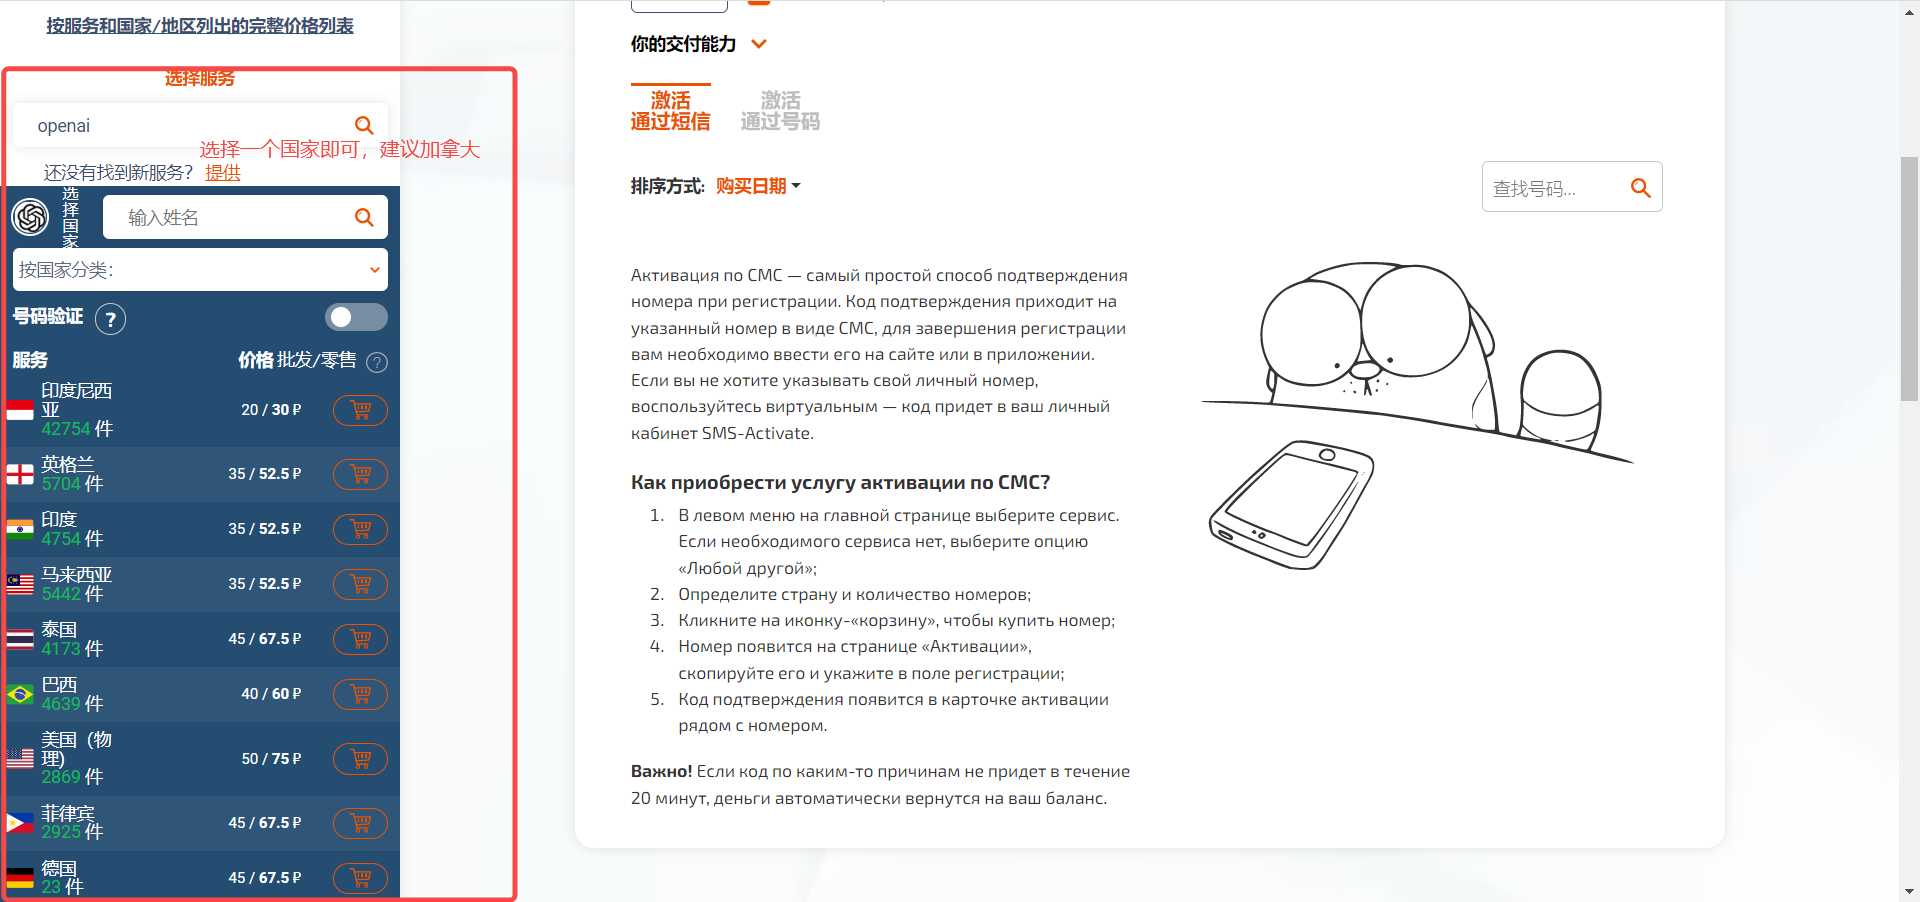 按服务和国家/地区列出的完整价格列表
选择服务
openai
选择一个国家即可，建议加拿大
还没有找到新服务？ 提供
选择国家
输入姓名
按国家分类：
号码验证 ?
服务 价格 批发/零售 ?
印度尼西亚
42754 件
20 / 30 ₽
英格兰
5704 件
35 / 52.5 ₽
印度
4754 件
35 / 52.5 ₽
马来西亚
5442 件
35 / 52.5 ₽
泰国
4173 件
45 / 67.5 ₽
巴西
4639 件
40 / 60 ₽
美国（物理）
2869 件
50 / 75 ₽
菲律宾
2925 件
45 / 67.5 ₽
德国
23 件
45 / 67.5 ₽
你的交付能力
激活
通过短信
激活
通过号码
排序方式: 购买日期
查找号码...
Активация по СМС — самый простой способ подтверждения
номера при регистрации. Код подтверждения приходит на
указанный номер в виде СМС, для завершения регистрации
вам необходимо ввести его на сайте или в приложении.
Если вы не хотите указывать свой личный номер,
воспользуйтесь виртуальным — код придет в ваш личный
кабинет SMS-Activate.
Как приобрести услугу активации по СМС?
1. В левом меню на главной странице выберите сервис.
Если необходимого сервиса нет, выберите опцию
«Любой другой»;
2. Определите страну и количество номеров;
3. Кликните на иконку-«корзину», чтобы купить номер;
4. Номер появится на странице «Активации»,
скопируйте его и укажите в поле регистрации;
5. Код подтверждения появится в карточке активации
рядом с номером.
Важно! Если код по каким-то причинам не придет в течение
20 минут, деньги автоматически вернутся на ваш баланс.